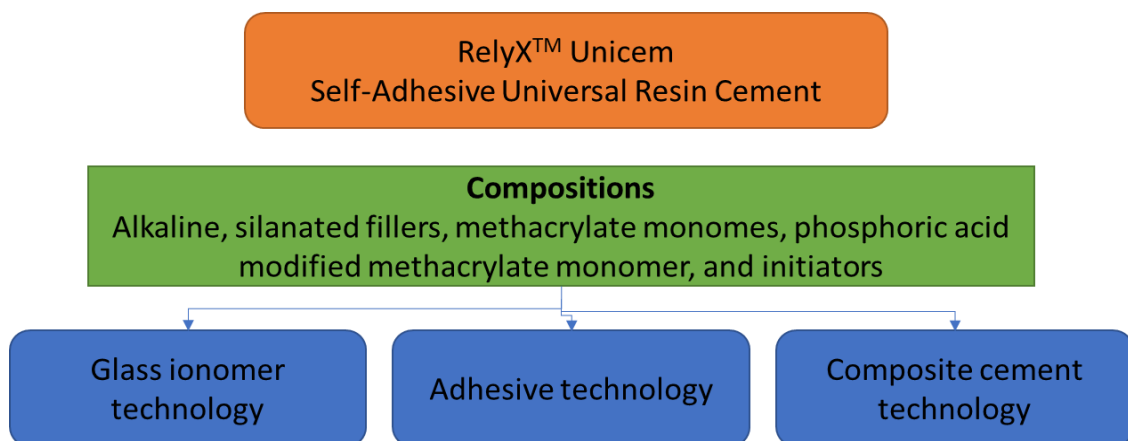 RelyX™ Unicem
Self-Adhesive Universal Resin Cement
Compositions
Alkaline, silanated fillers, methacrylate monomes, phosphoric acid
modified methacrylate monomer, and initiators
Glass ionomer
technology
Adhesive technology
Composite cement
technology